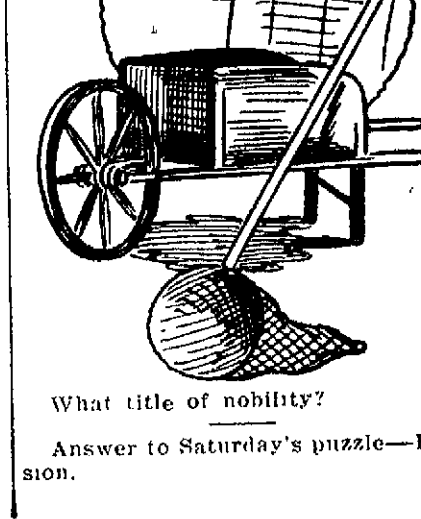 What title of nobility?
Answer to Saturday's puzzle—
sion.